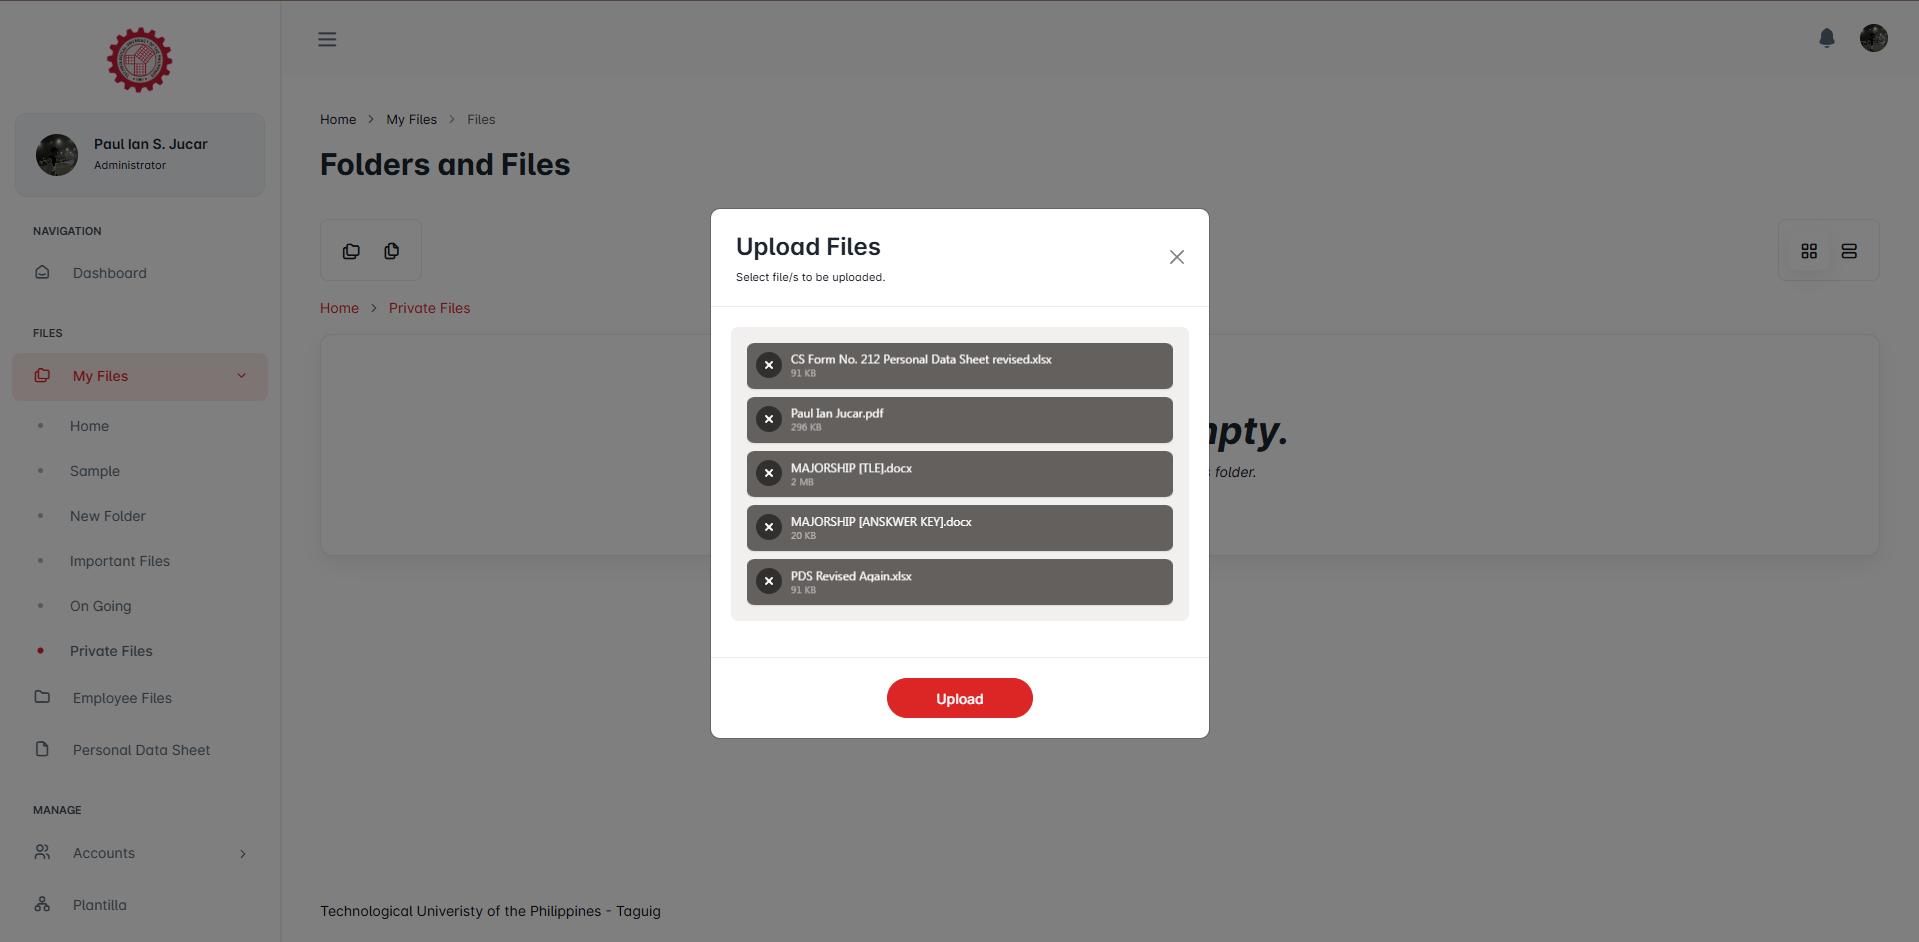 Paul Ian S. Jucar
Administrator
NAVIGATION
Dashboard
FILES
My Files
Home
Sample
New Folder
Important Files
On Going
Private Files
Employee Files
Personal Data Sheet
MANAGE
Accounts
Plantilla
Home > My Files > Files
Folders and Files
Home > Private Files
folder.
Upload Files
Select file/s to be uploaded.
CS Form No. 212 Personal Data Sheet revised.xlsx
91 KB
Paul Ian Jucar.pdf
296 KB
MAJORSHIP [TLE].docx
2 MB
MAJORSHIP [ANSKWER KEY].docx
20 KB
PDS Revised Again.xlsx
91 KB
Upload
Technological Univeristy of the Philippines - Taguig